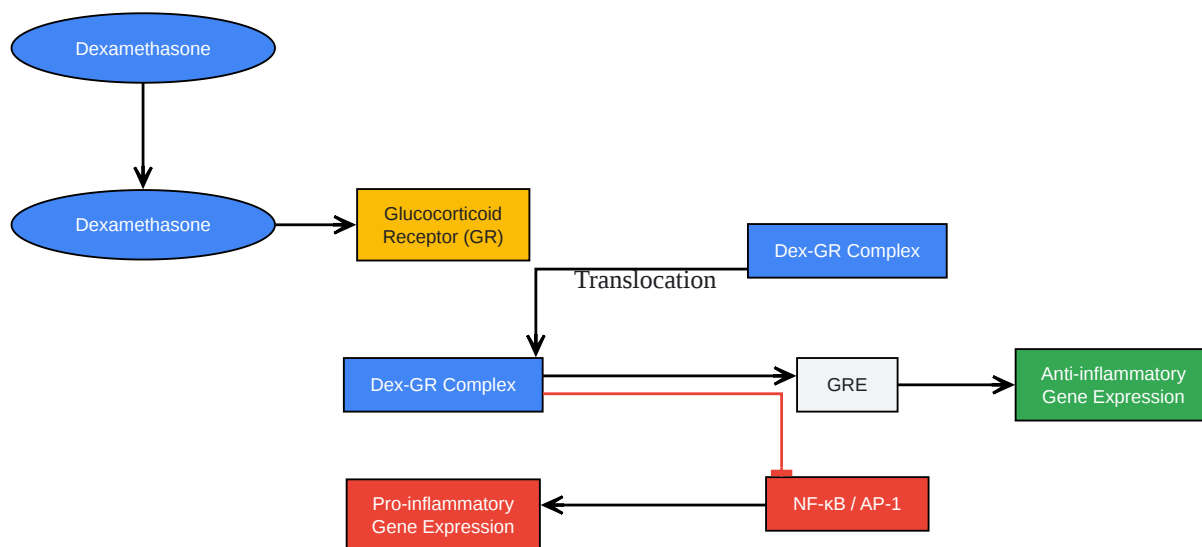 Dexamethasone
Dexamethasone
Glucocorticoid
Receptor (GR)
Dex-GR Complex
Translocation
Dex-GR Complex
GRE
Anti-inflammatory
Gene Expression
Pro-inflammatory
Gene Expression
NF-κB / AP-1